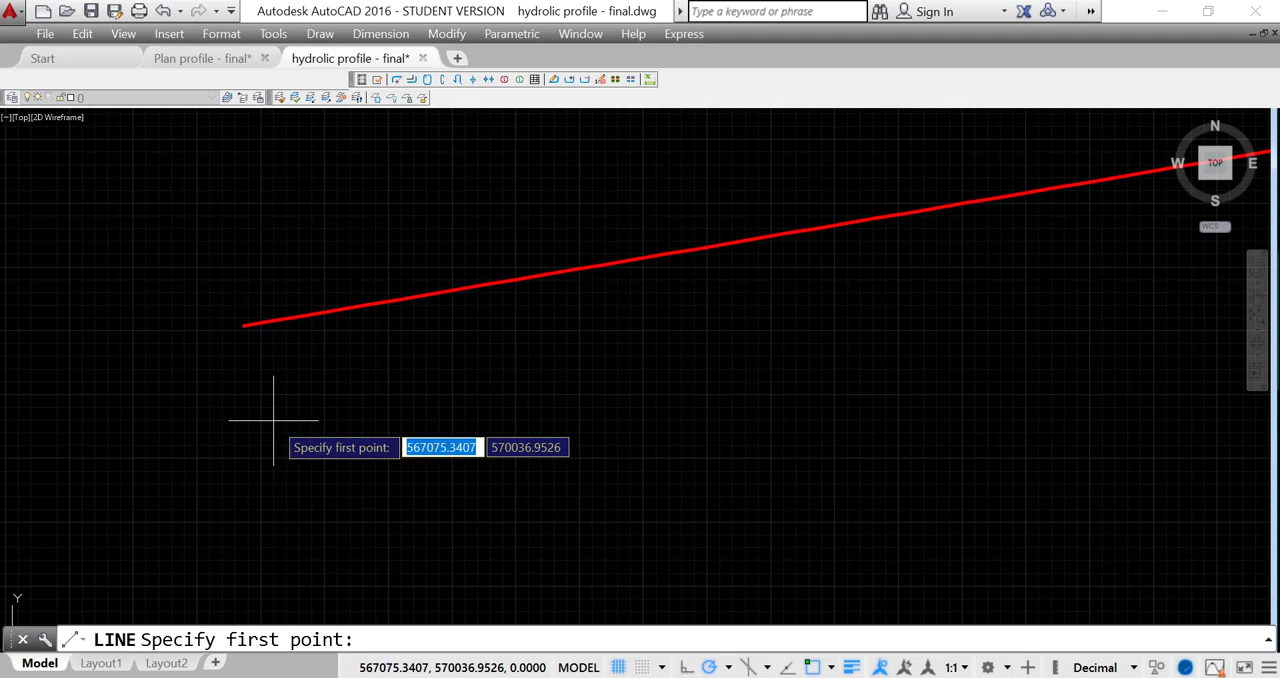 Autodesk AutoCAD 2016 - STUDENT VERSION hydrolic profile - final.dwg Type a keyword or phrase Sign In
File Edit View Insert Format Tools Draw Dimension Modify Parametric Window Help Express
Start Plan profile - final* hydrolic profile - final*
0
[−][Top][2D Wireframe]
N
W TOP E
S
WCS
Specify first point: 567075.3407 570036.9526
Y
LINE Specify first point:
Model Layout1 Layout2 567075.3407, 570036.9526, 0.0000 MODEL 1:1 Decimal